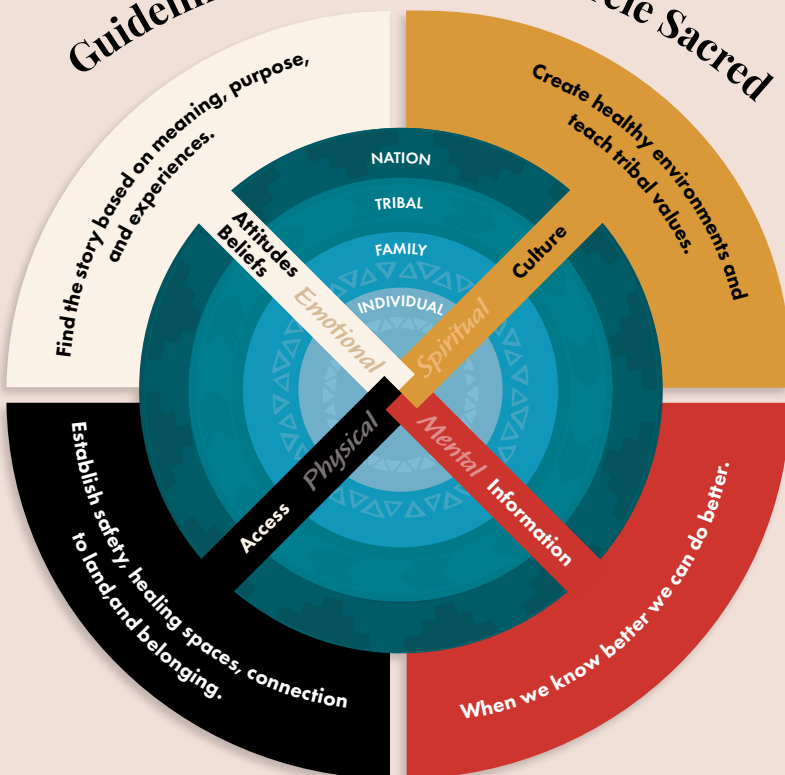 rcle Sacred
Find the story based on meaning, purpose,
and experiences.
Create healthy environments and
teach tribal values.
NATION
TRIBAL
FAMILY
INDIVIDUAL
Attitudes
Beliefs
Emotional
Culture
Spiritual
Physical
Access
Mental
Information
Establish safety, healing spaces, connection
to land,and belonging.
When we know better we can do better.